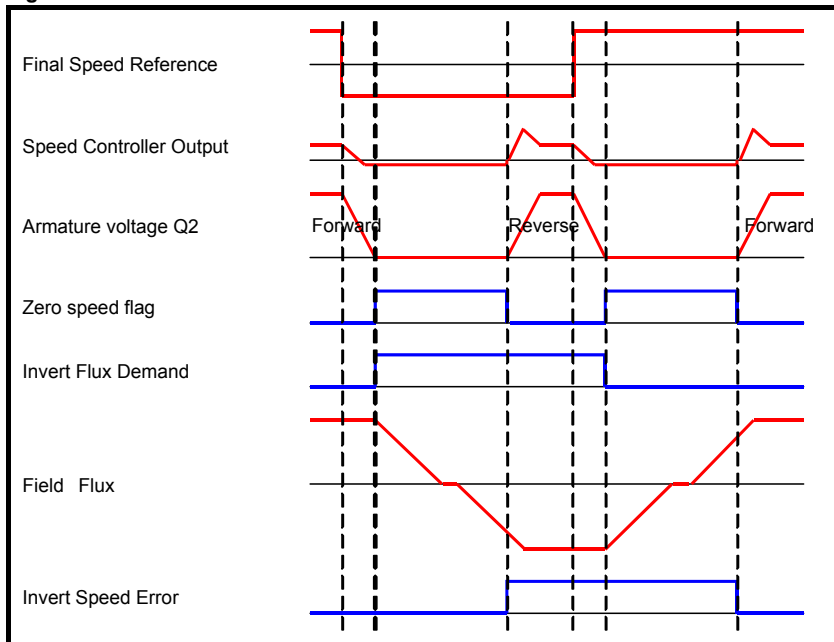 Final Speed Reference
Speed Controller Output
Armature voltage Q2
Forward
Reverse
Forward
Zero speed flag
Invert Flux Demand
Field Flux
Invert Speed Error